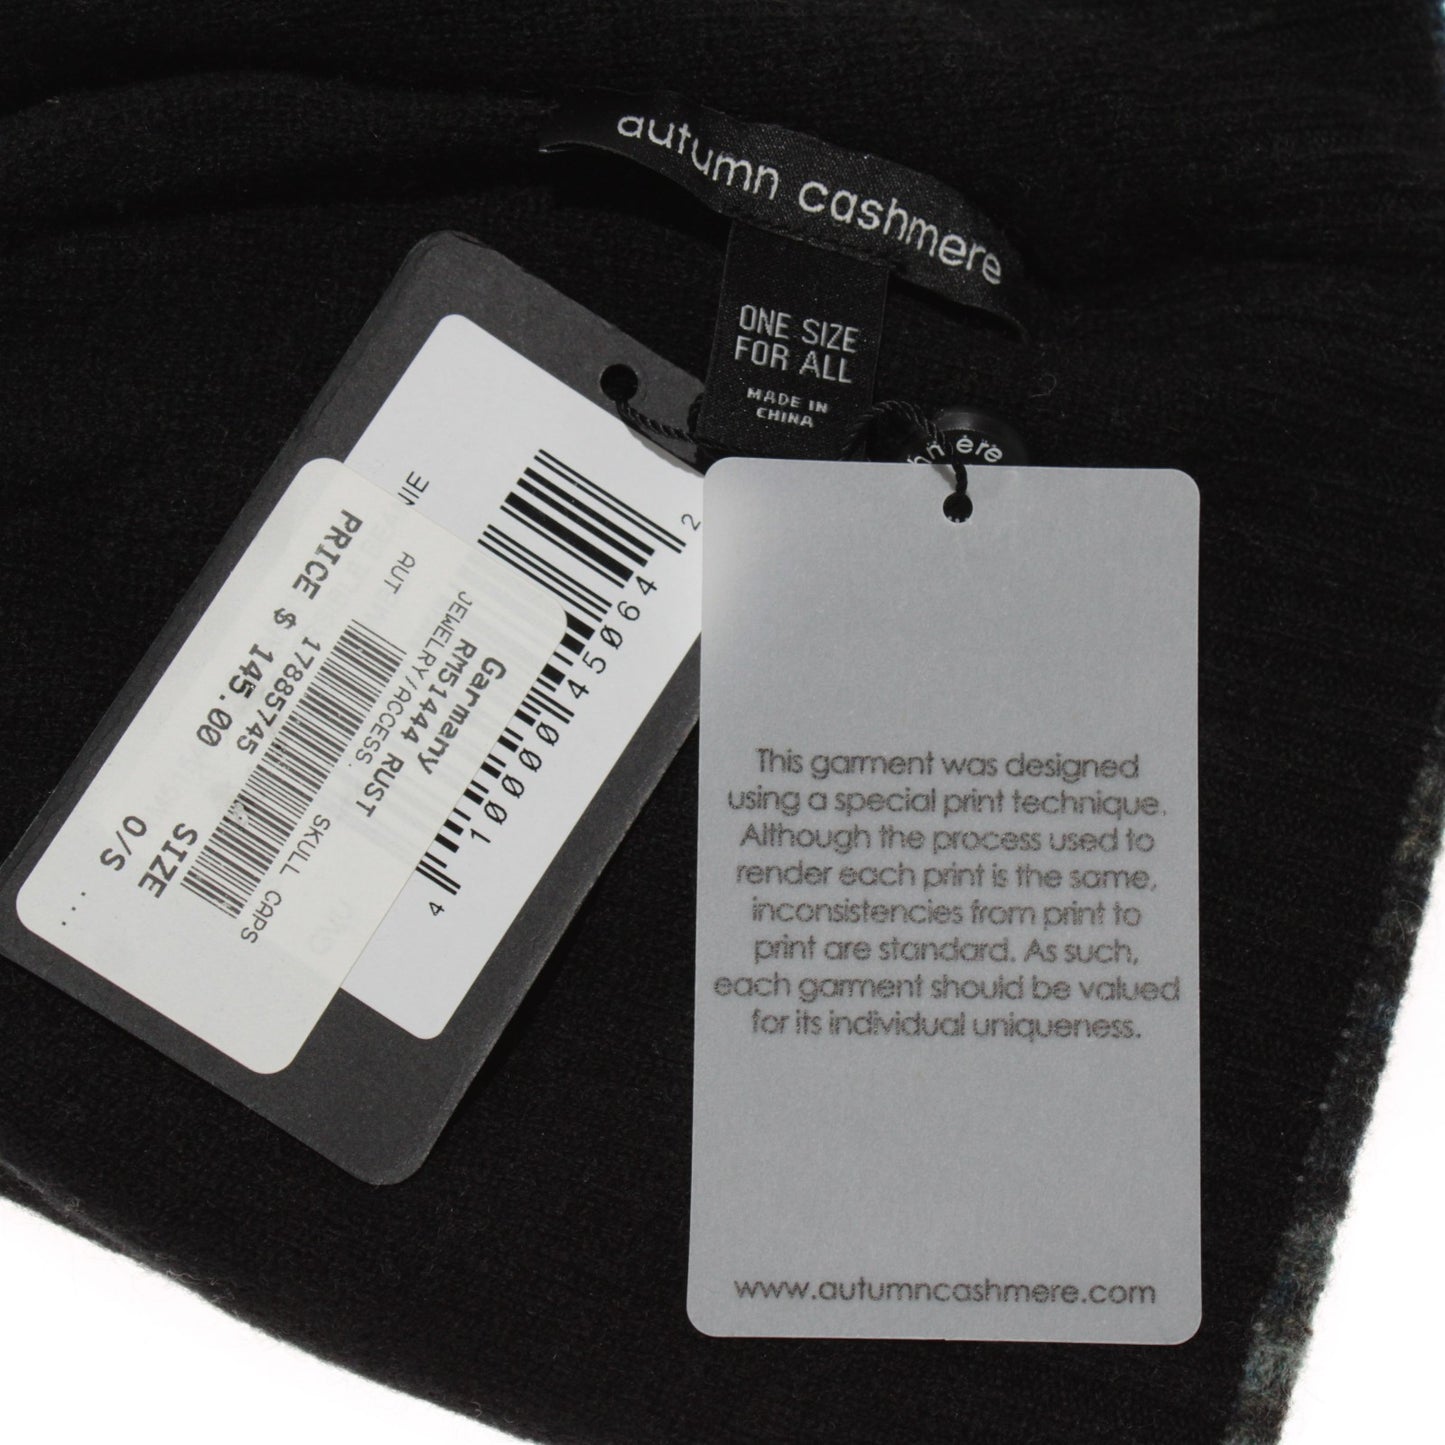 autumn cashmere
ONE SIZE
FOR ALL
MADE IN
CHINA
This garment was designed
using a special print technique.
Although the process used to
render each print is the same,
inconsistencies from print to
print are standard. As such,
each garment should be valued
for its individual uniqueness.
www.autumncashmere.com
Garmany
RM51444 RUST
JEWELRY/ACCESS.
SKULL CAPS
AUT
17885745
PRICE $ 145.00
SIZE
O/S
NIE
4 10000 45064 2